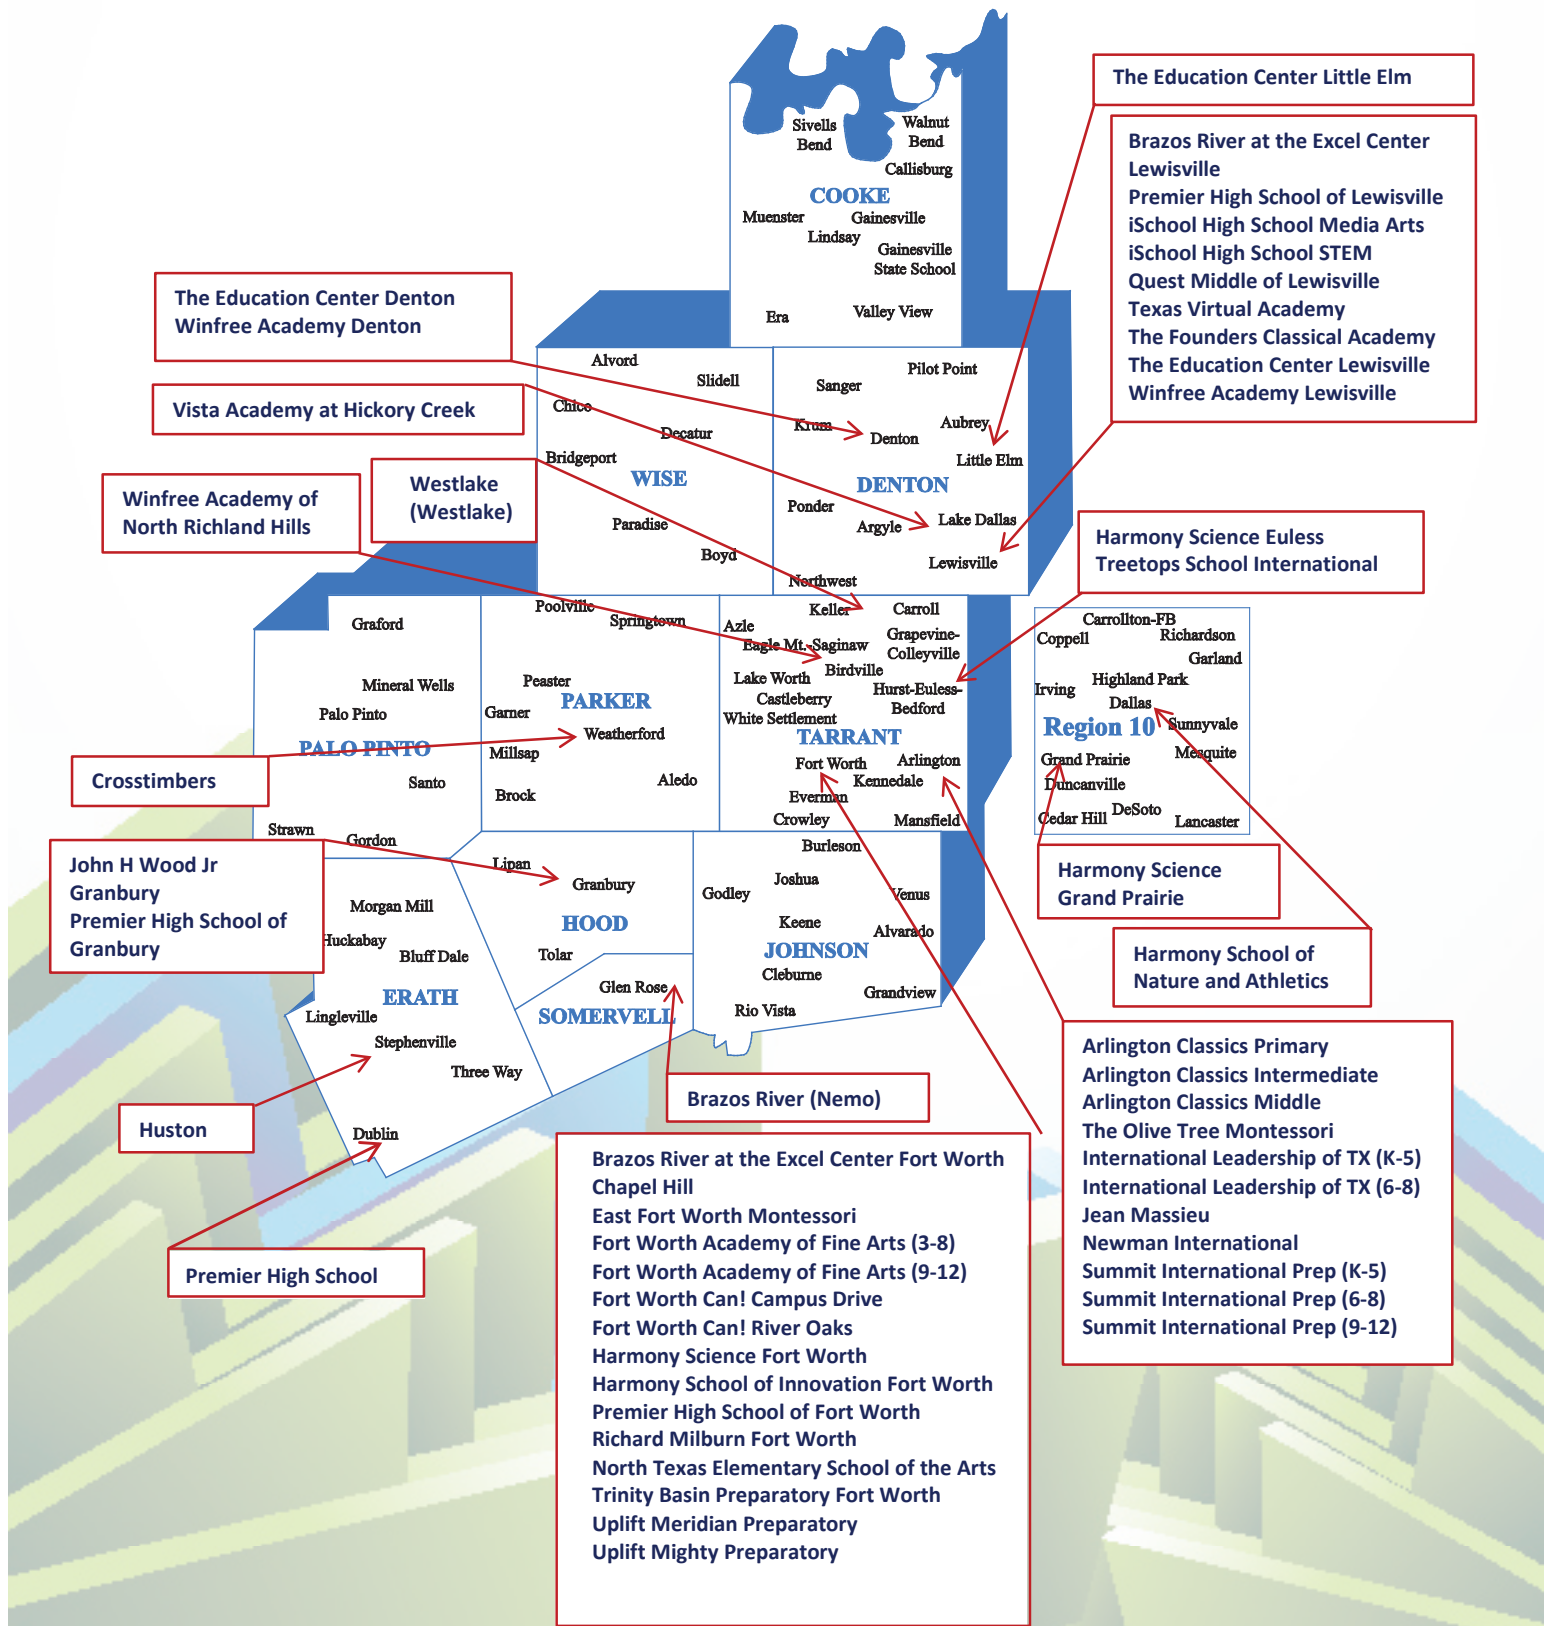 The Education Center Little Elm
Brazos River at the Excel Center
Lewisville
Premier High School of Lewisville
iSchool High School Media Arts
iSchool High School STEM
Quest Middle of Lewisville
Texas Virtual Academy
The Founders Classical Academy
The Education Center Lewisville
Winfree Academy Lewisville
Sivells
Bend
Walnut
Bend
Callisburg
COOKE
Muenster
Gainesville
Lindsay
Gainesville
State School
Era
Valley View
The Education Center Denton
Winfree Academy Denton
Vista Academy at Hickory Creek
Westlake
(Westlake)
Winfree Academy of
North Richland Hills
Alvord
Slidell
Chico
Decatur
Bridgeport
WISE
Paradise
Boyd
Pilot Point
Sanger
Krum
Aubrey
Denton
Little Elm
DENTON
Ponder
Argyle
Lake Dallas
Lewisville
Northwest
Harmony Science Euless
Treetops School International
Graford
Mineral Wells
Palo Pinto
PALO PINTO
Santo
Strawn
Gordon
Poolville
Springtown
Peaster
PARKER
Garner
Weatherford
Millsap
Aledo
Brock
Keller
Carroll
Azle
Grapevine-
Colleyville
Eagle Mt.-Saginaw
Birdville
Lake Worth
Hurst-Euless-
Bedford
Castleberry
White Settlement
TARRANT
Fort Worth
Arlington
Kennedale
Everman
Crowley
Mansfield
Carrollton-FB
Coppell
Richardson
Garland
Highland Park
Irving
Dallas
Sunnyvale
Region 10
Mesquite
Grand Prairie
Duncanville
DeSoto
Cedar Hill
Lancaster
Crosstimbers
John H Wood Jr
Granbury
Premier High School of
Granbury
Lipan
Granbury
HOOD
Tolar
Burleson
Joshua
Godley
Venus
Keene
Alvarado
JOHNSON
Cleburne
Grandview
Rio Vista
Harmony Science
Grand Prairie
Harmony School of
Nature and Athletics
Morgan Mill
Huckabay
Bluff Dale
ERATH
Lingleville
Stephenville
Three Way
Dublin
Glen Rose
SOMERVELL
Huston
Premier High School
Brazos River (Nemo)
Brazos River at the Excel Center Fort Worth
Chapel Hill
East Fort Worth Montessori
Fort Worth Academy of Fine Arts (3-8)
Fort Worth Academy of Fine Arts (9-12)
Fort Worth Can! Campus Drive
Fort Worth Can! River Oaks
Harmony Science Fort Worth
Harmony School of Innovation Fort Worth
Premier High School of Fort Worth
Richard Milburn Fort Worth
North Texas Elementary School of the Arts
Trinity Basin Preparatory Fort Worth
Uplift Meridian Preparatory
Uplift Mighty Preparatory
Arlington Classics Primary
Arlington Classics Intermediate
Arlington Classics Middle
The Olive Tree Montessori
International Leadership of TX (K-5)
International Leadership of TX (6-8)
Jean Massieu
Newman International
Summit International Prep (K-5)
Summit International Prep (6-8)
Summit International Prep (9-12)